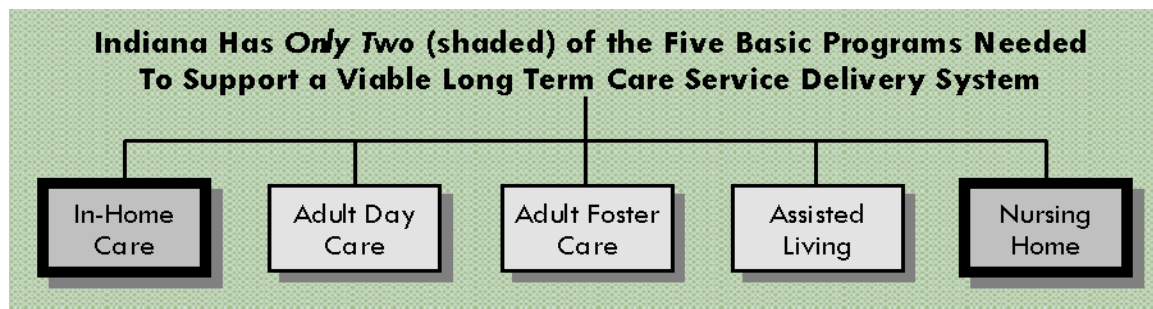 Indiana Has Only Two (shaded) of the Five Basic Programs Needed
To Support a Viable Long Term Care Service Delivery System
In-Home
Care
Adult Day
Care
Adult Foster
Care
Assisted
Living
Nursing
Home